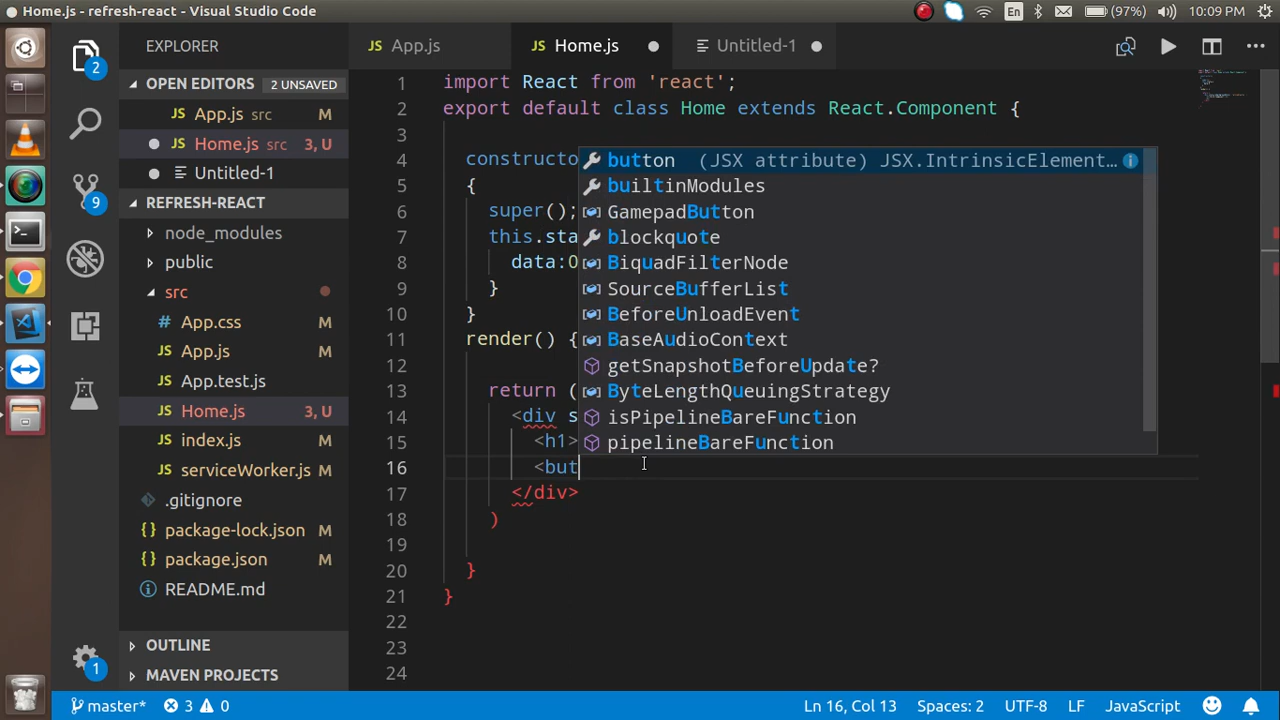 Home.js - refresh-react - Visual Studio Code
En
(97%)
10:09 PM
EXPLORER
OPEN EDITORS 2 UNSAVED
JS App.js src M
JS Home.js src 3, U
Untitled-1
REFRESH-REACT
node_modules
public
src
# App.css M
JS App.js M
App.test.js
JS Home.js 3, U
JS index.js M
JS serviceWorker.js M
.gitignore
{} package-lock.json M
{} package.json M
README.md
OUTLINE
MAVEN PROJECTS
2
9
1
JS App.js
JS Home.js
Untitled-1
1 import React from 'react';
2 export default class Home extends React.Component {
3
4 constructo
5 {
6 super();
7 this.sta
8 data:0
9 }
10 }
11 render() {
12
13 return (
14 <div s
15 <h1>
16 <but
17 </div>
18 )
19
20 }
21 }
22
23
24
button (JSX attribute) JSX.IntrinsicElement...
builtinModules
GamepadButton
blockquote
BiquadFilterNode
SourceBufferList
BeforeUnloadEvent
BaseAudioContext
getSnapshotBeforeUpdate?
ByteLengthQueuingStrategy
isPipelineBareFunction
pipelineBareFunction
master* 3 0
Ln 16, Col 13
Spaces: 2
UTF-8
LF
JavaScript